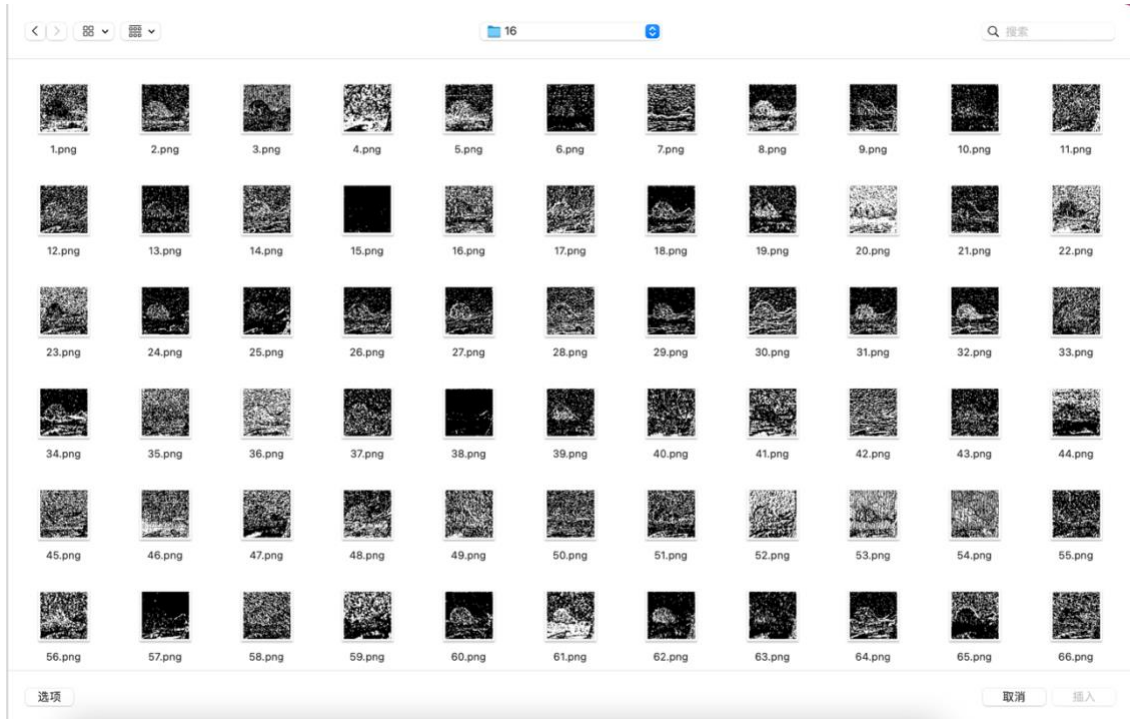 16
搜索
1.png 2.png 3.png 4.png 5.png 6.png 7.png 8.png 9.png 10.png 11.png
12.png 13.png 14.png 15.png 16.png 17.png 18.png 19.png 20.png 21.png 22.png
23.png 24.png 25.png 26.png 27.png 28.png 29.png 30.png 31.png 32.png 33.png
34.png 35.png 36.png 37.png 38.png 39.png 40.png 41.png 42.png 43.png 44.png
45.png 46.png 47.png 48.png 49.png 50.png 51.png 52.png 53.png 54.png 55.png
56.png 57.png 58.png 59.png 60.png 61.png 62.png 63.png 64.png 65.png 66.png
选项 取消 插入